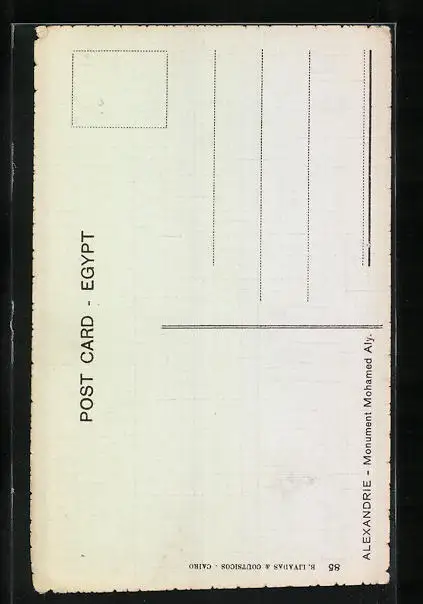 POST CARD - EGYPT
ALEXANDRIE - Monument Mohamed Aly.
85
B. LIVADAS & COUTSICOS - CAIRO